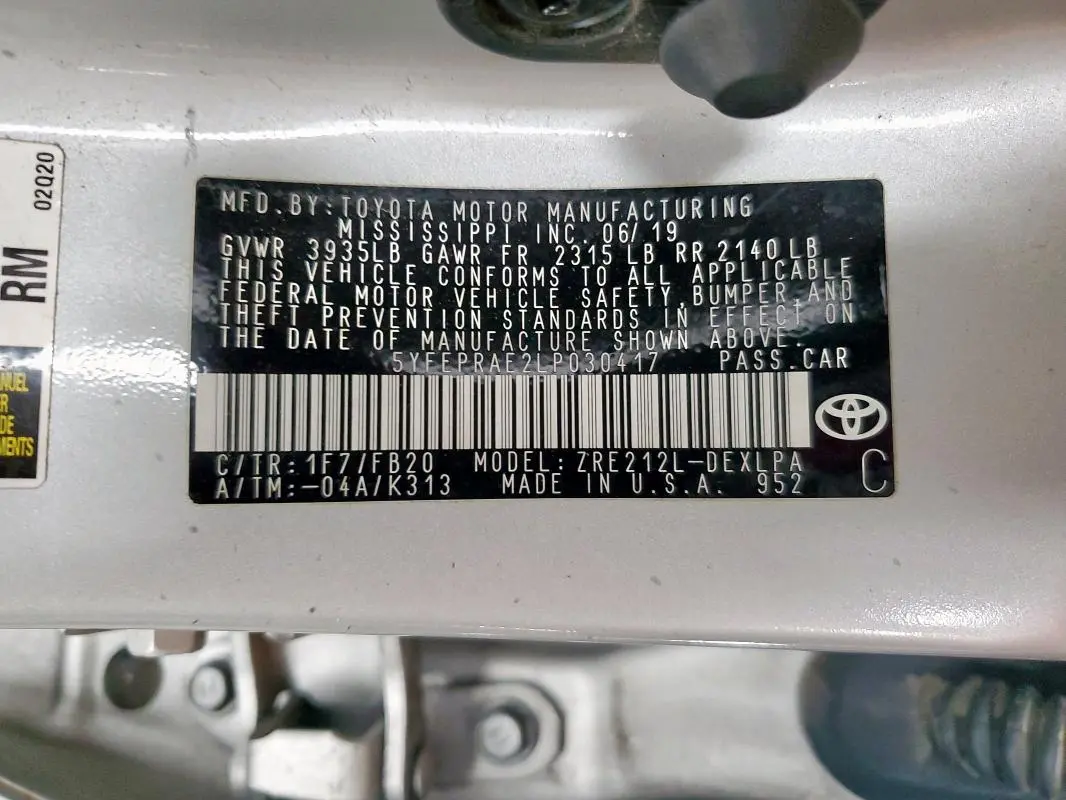 MFD.BY:TOYOTA MOTOR MANUFACTURING
MISSISSIPPI INC. 06/19
GVWR 3935LB GAWR FR 2315 LB RR 2140 LB
THIS VEHICLE CONFORMS TO ALL APPLICABLE
FEDERAL MOTOR VEHICLE SAFETY,BUMPER,AND
THEFT PREVENTION STANDARDS IN EFFECT ON
THE DATE OF MANUFACTURE SHOWN ABOVE.
5YFEPRAE2LP030417 PASS.CAR
C/TR:1F7/FB20 MODEL:ZRE212L-DEXLPA
A/TM:-04A/K313 MADE IN U.S.A. 952 C
02Q20
RM
MENTS